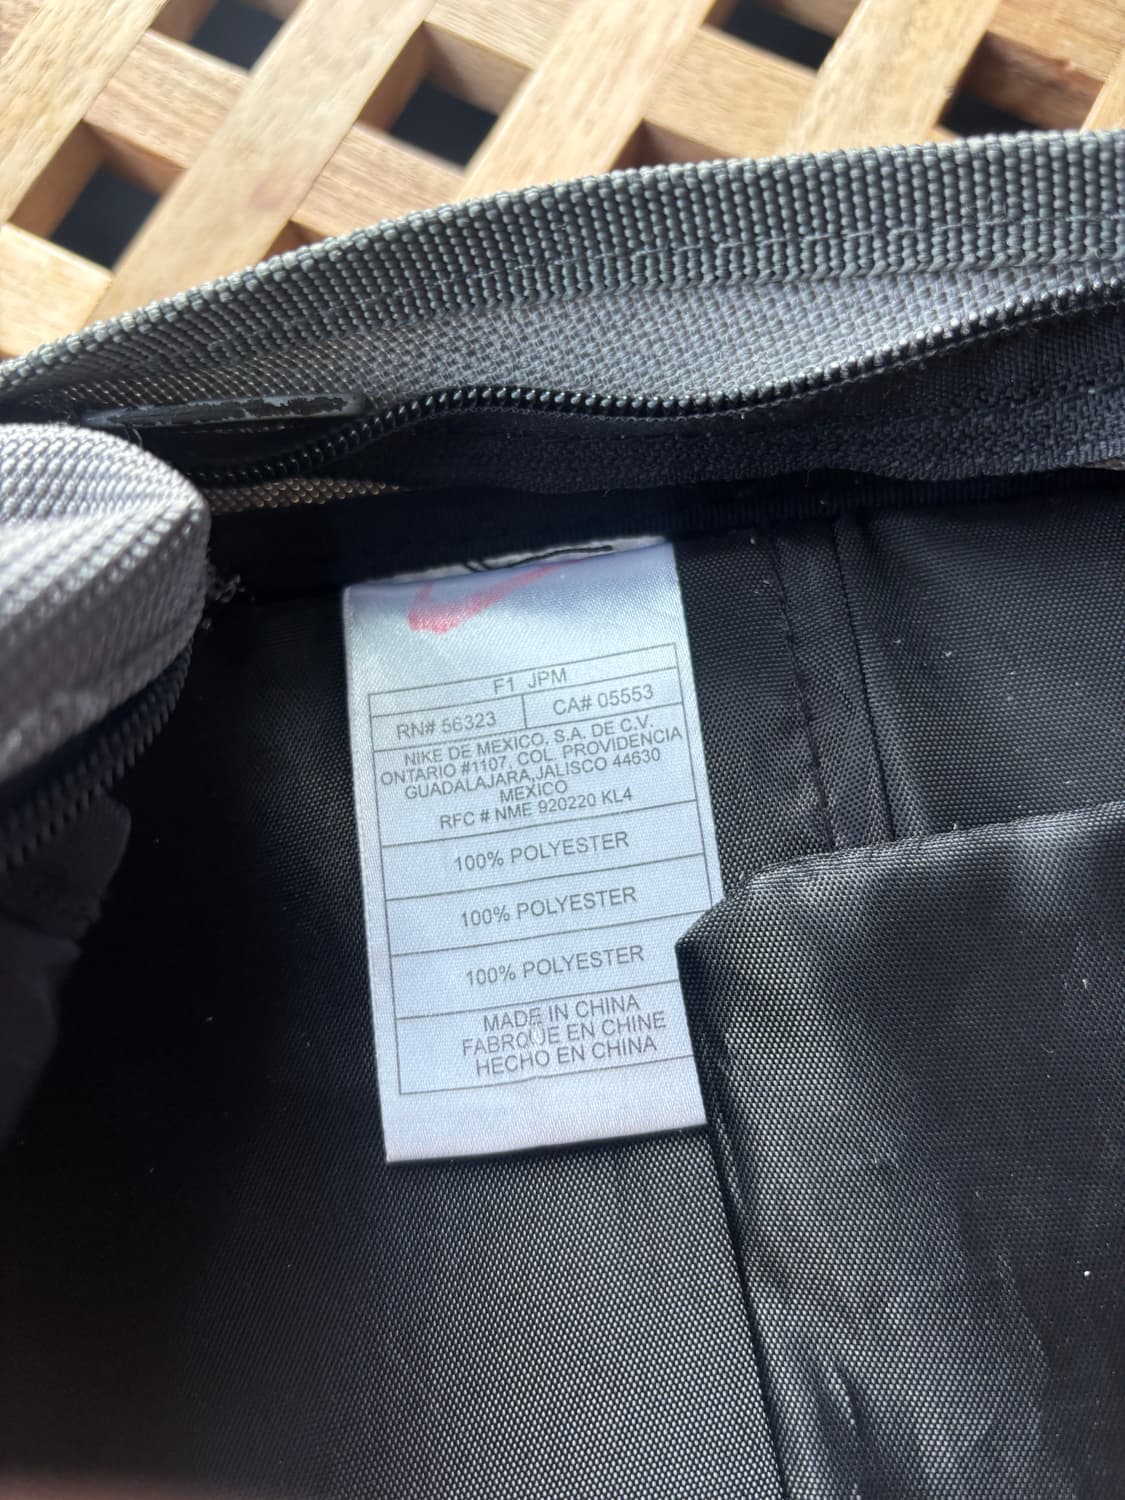 F1 JPM
RN# 56323
CA# 05553
NIKE DE MEXICO, S.A. DE C.V.
ONTARIO #1107, COL. PROVIDENCIA
GUADALAJARA,JALISCO 44630
MEXICO
RFC # NME 920220 KL4
100% POLYESTER
100% POLYESTER
100% POLYESTER
MADE IN CHINA
FABRQUE EN CHINE
HECHO EN CHINA